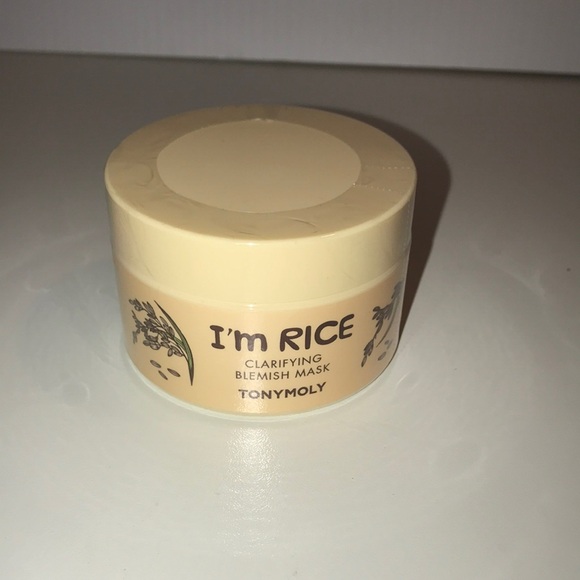 I'm RICE
CLARIFYING
BLEMISH MASK
TONYMOLY